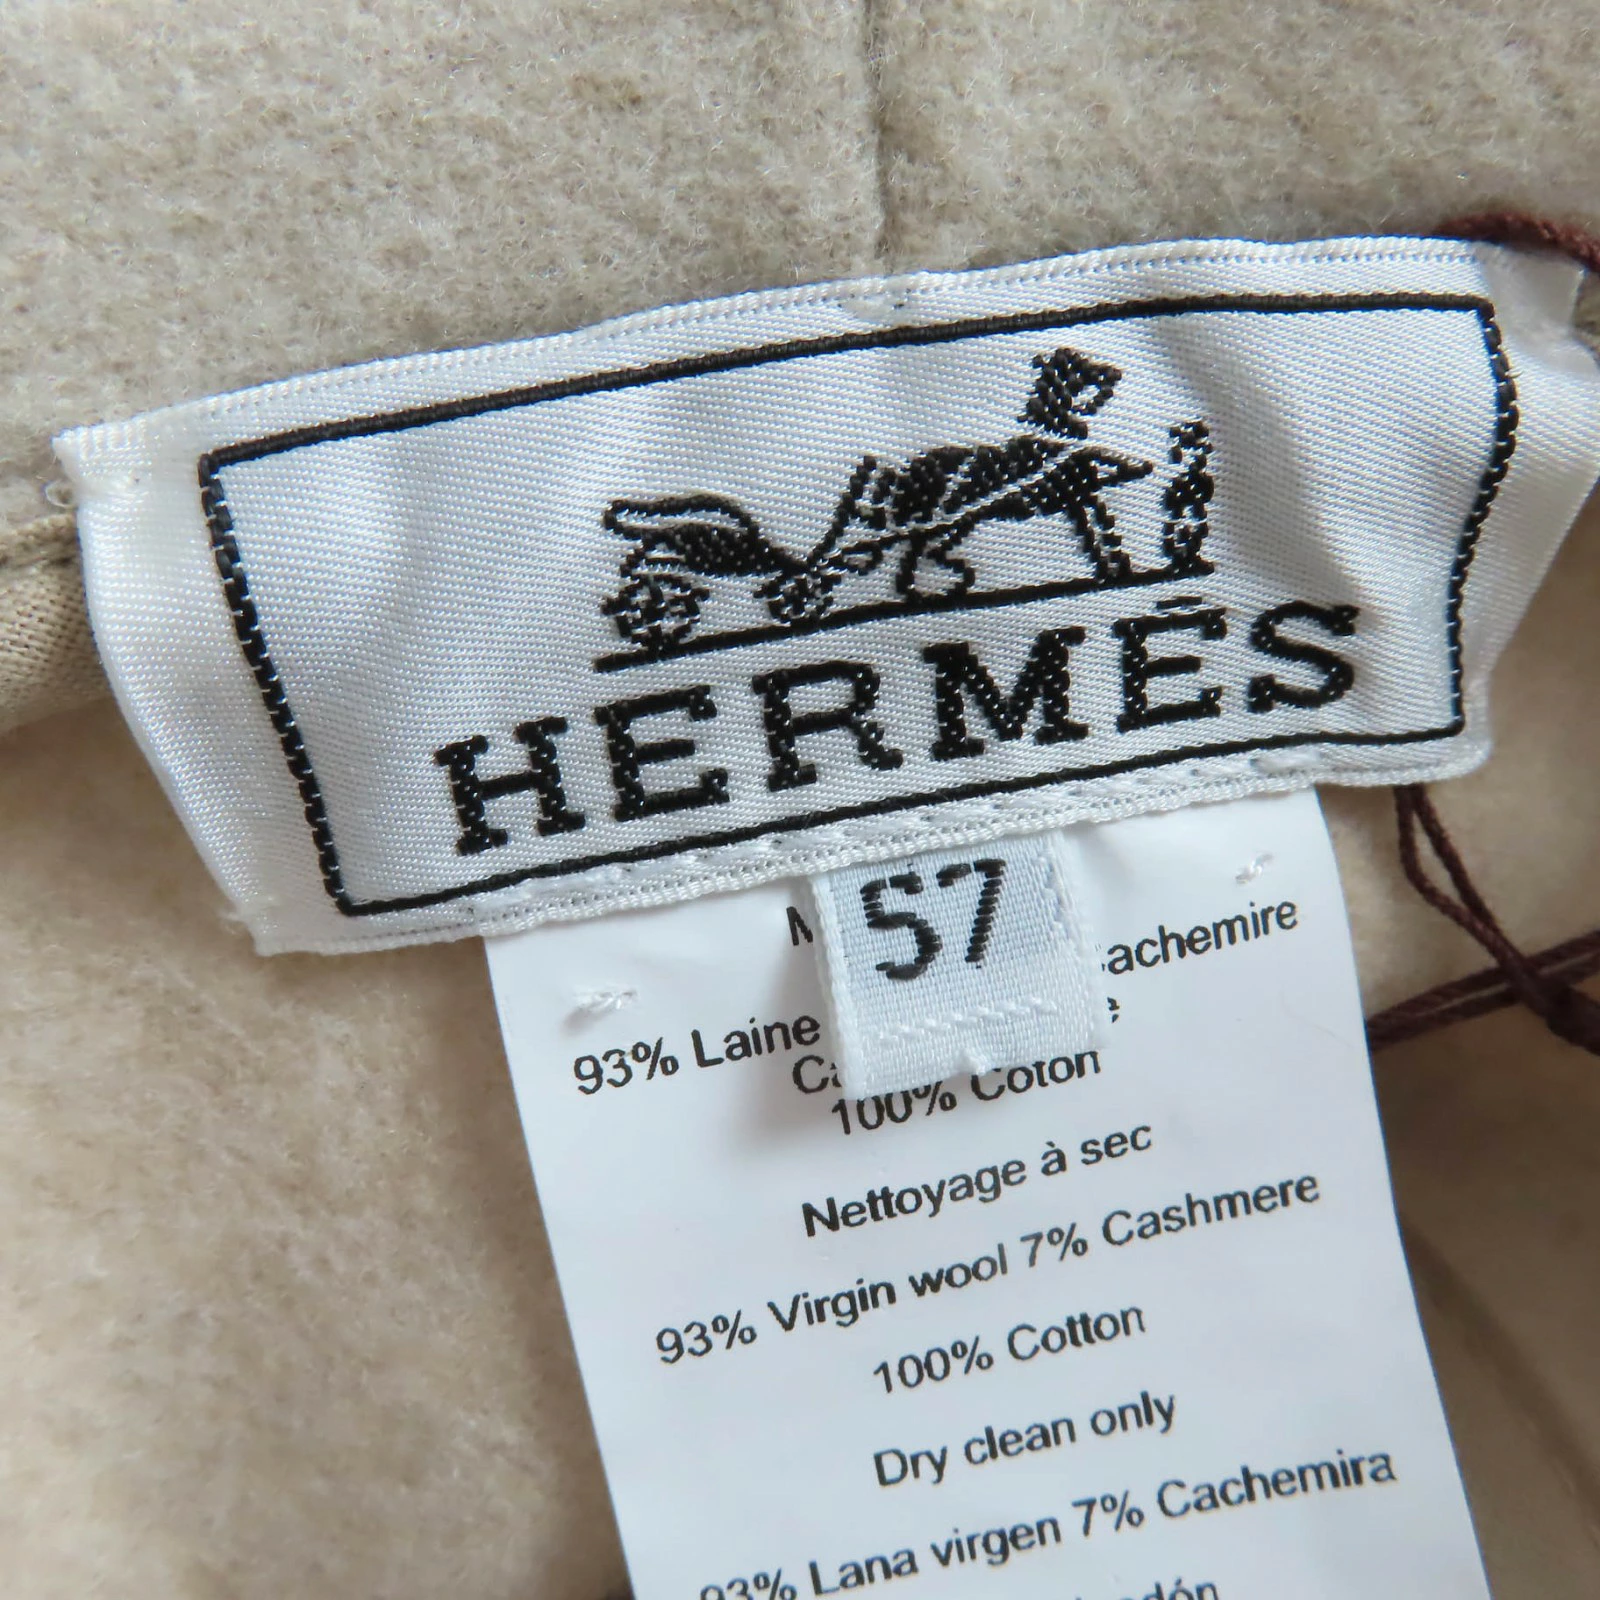 HERMÈS
57
93% Laine
100% Coton
Nettoyage à sec
93% Virgin wool 7% Cashmere
100% Cotton
Dry clean only
93% Lana virgen 7% Cachemira